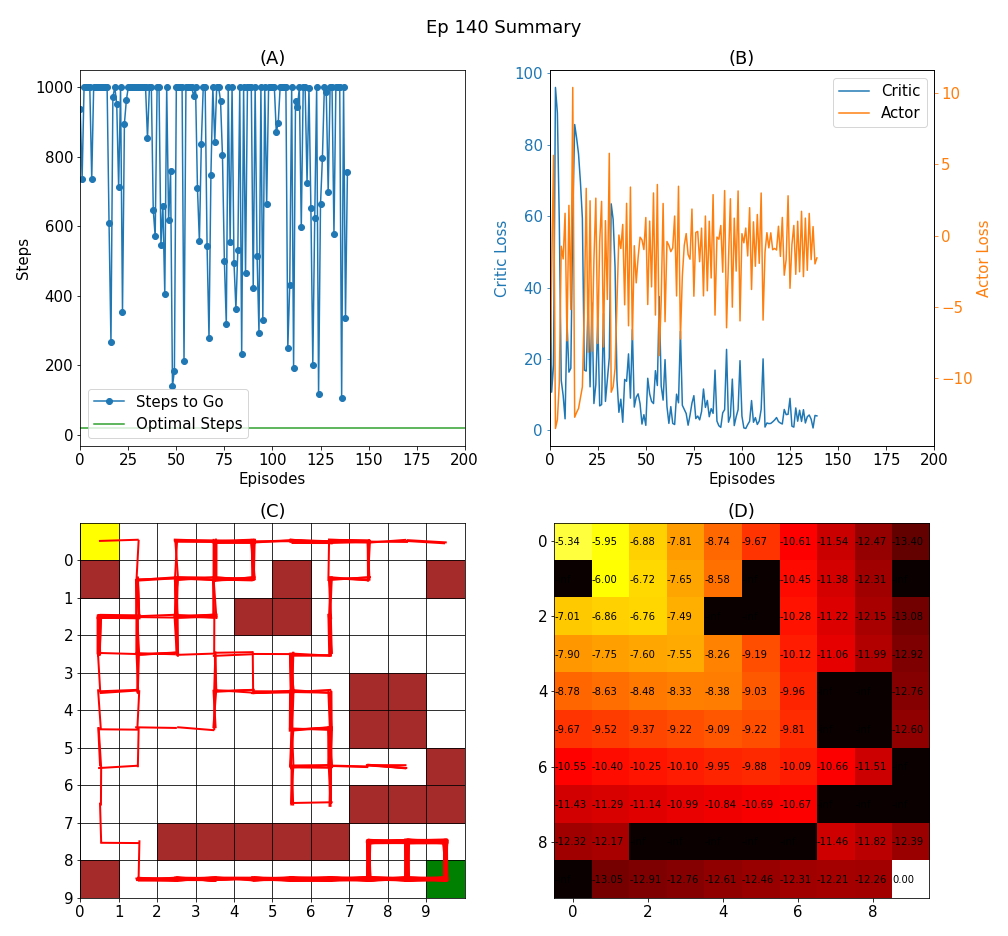 Ep 140 Summary
(A)
1000
800
600
400
200
0
Steps
Steps to Go
Optimal Steps
0 25 50 75 100 125 150 175 200
Episodes
(B)
100
80
60
40
20
0
Critic Loss
Critic
Actor
10
5
0
−5
−10
Actor Loss
0 25 50 75 100 125 150 175 200
Episodes
(C)
0
1
2
3
4
5
6
7
8
9
0 1 2 3 4 5 6 7 8 9
(D)
0 -5.34 -5.95 -6.88 -7.81 -8.74 -9.67 -10.61 -11.54 -12.47 -13.40
-6.00 -6.72 -7.65 -8.58 -10.45 -11.38 -12.31
2 -7.01 -6.86 -6.76 -7.49 -10.28 -11.22 -12.15 -13.08
-7.90 -7.75 -7.60 -7.55 -8.26 -9.19 -10.12 -11.06 -11.99 -12.92
4 -8.78 -8.63 -8.48 -8.33 -8.38 -9.03 -9.96 -12.76
-9.67 -9.52 -9.37 -9.22 -9.09 -9.22 -9.81 -12.60
6 -10.55 -10.40 -10.25 -10.10 -9.95 -9.88 -10.09 -10.66 -11.51
-11.43 -11.29 -11.14 -10.99 -10.84 -10.69 -10.67
8 -12.32 -12.17 -11.46 -11.82 -12.39
-13.05 -12.91 -12.76 -12.61 -12.46 -12.31 -12.21 -12.26 0.00
0 2 4 6 8